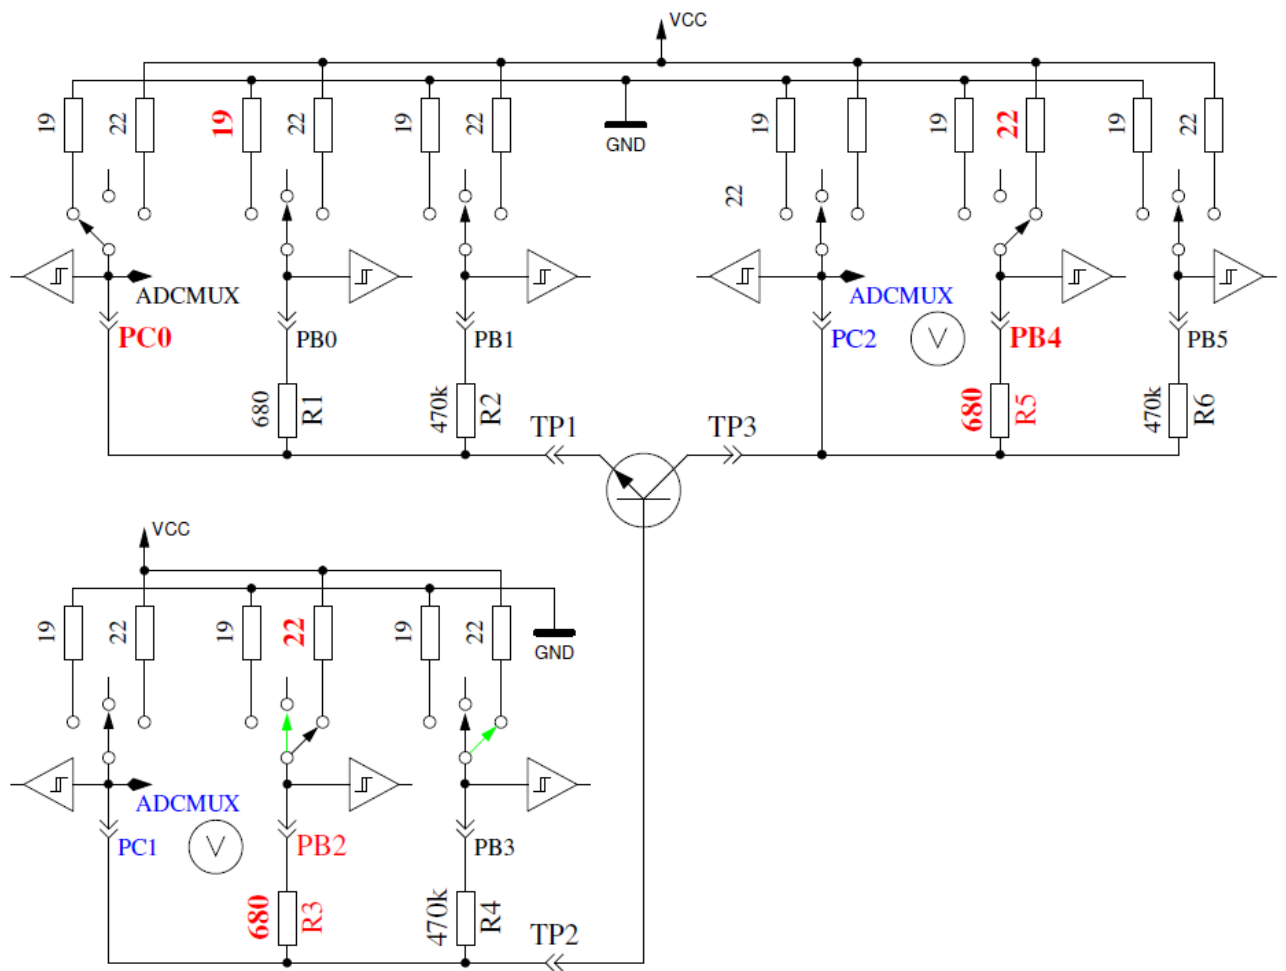 VCC
19
22
19
22
19
22
GND
19
22
19
22
19
22
ADCMUX
PC0
PB0
PB1
ADCMUX
PC2
V
PB4
PB5
680
R1
470k
R2
680
R5
470k
R6
TP1
TP3
VCC
19
22
19
22
19
22
GND
ADCMUX
PC1
V
PB2
PB3
680
R3
470k
R4
TP2